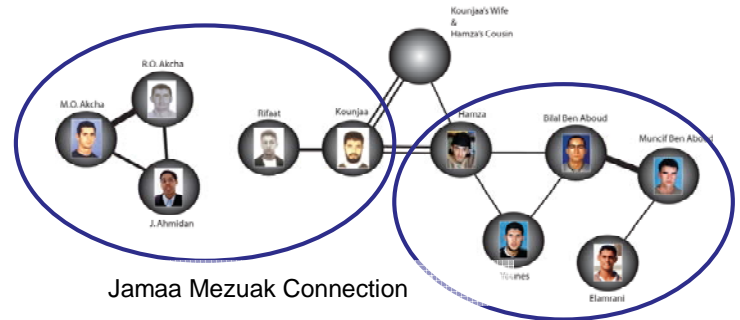 Kounjaa's Wife
&
Hamza's Cousin
R.O. Akcha
M.O. Akcha
Rifaat
Kounjaa
Hamza
Bilal Ben Aboud
Muncif Ben Aboud
J. Ahmidan
Younes
Elamrani
Jamaa Mezuak Connection